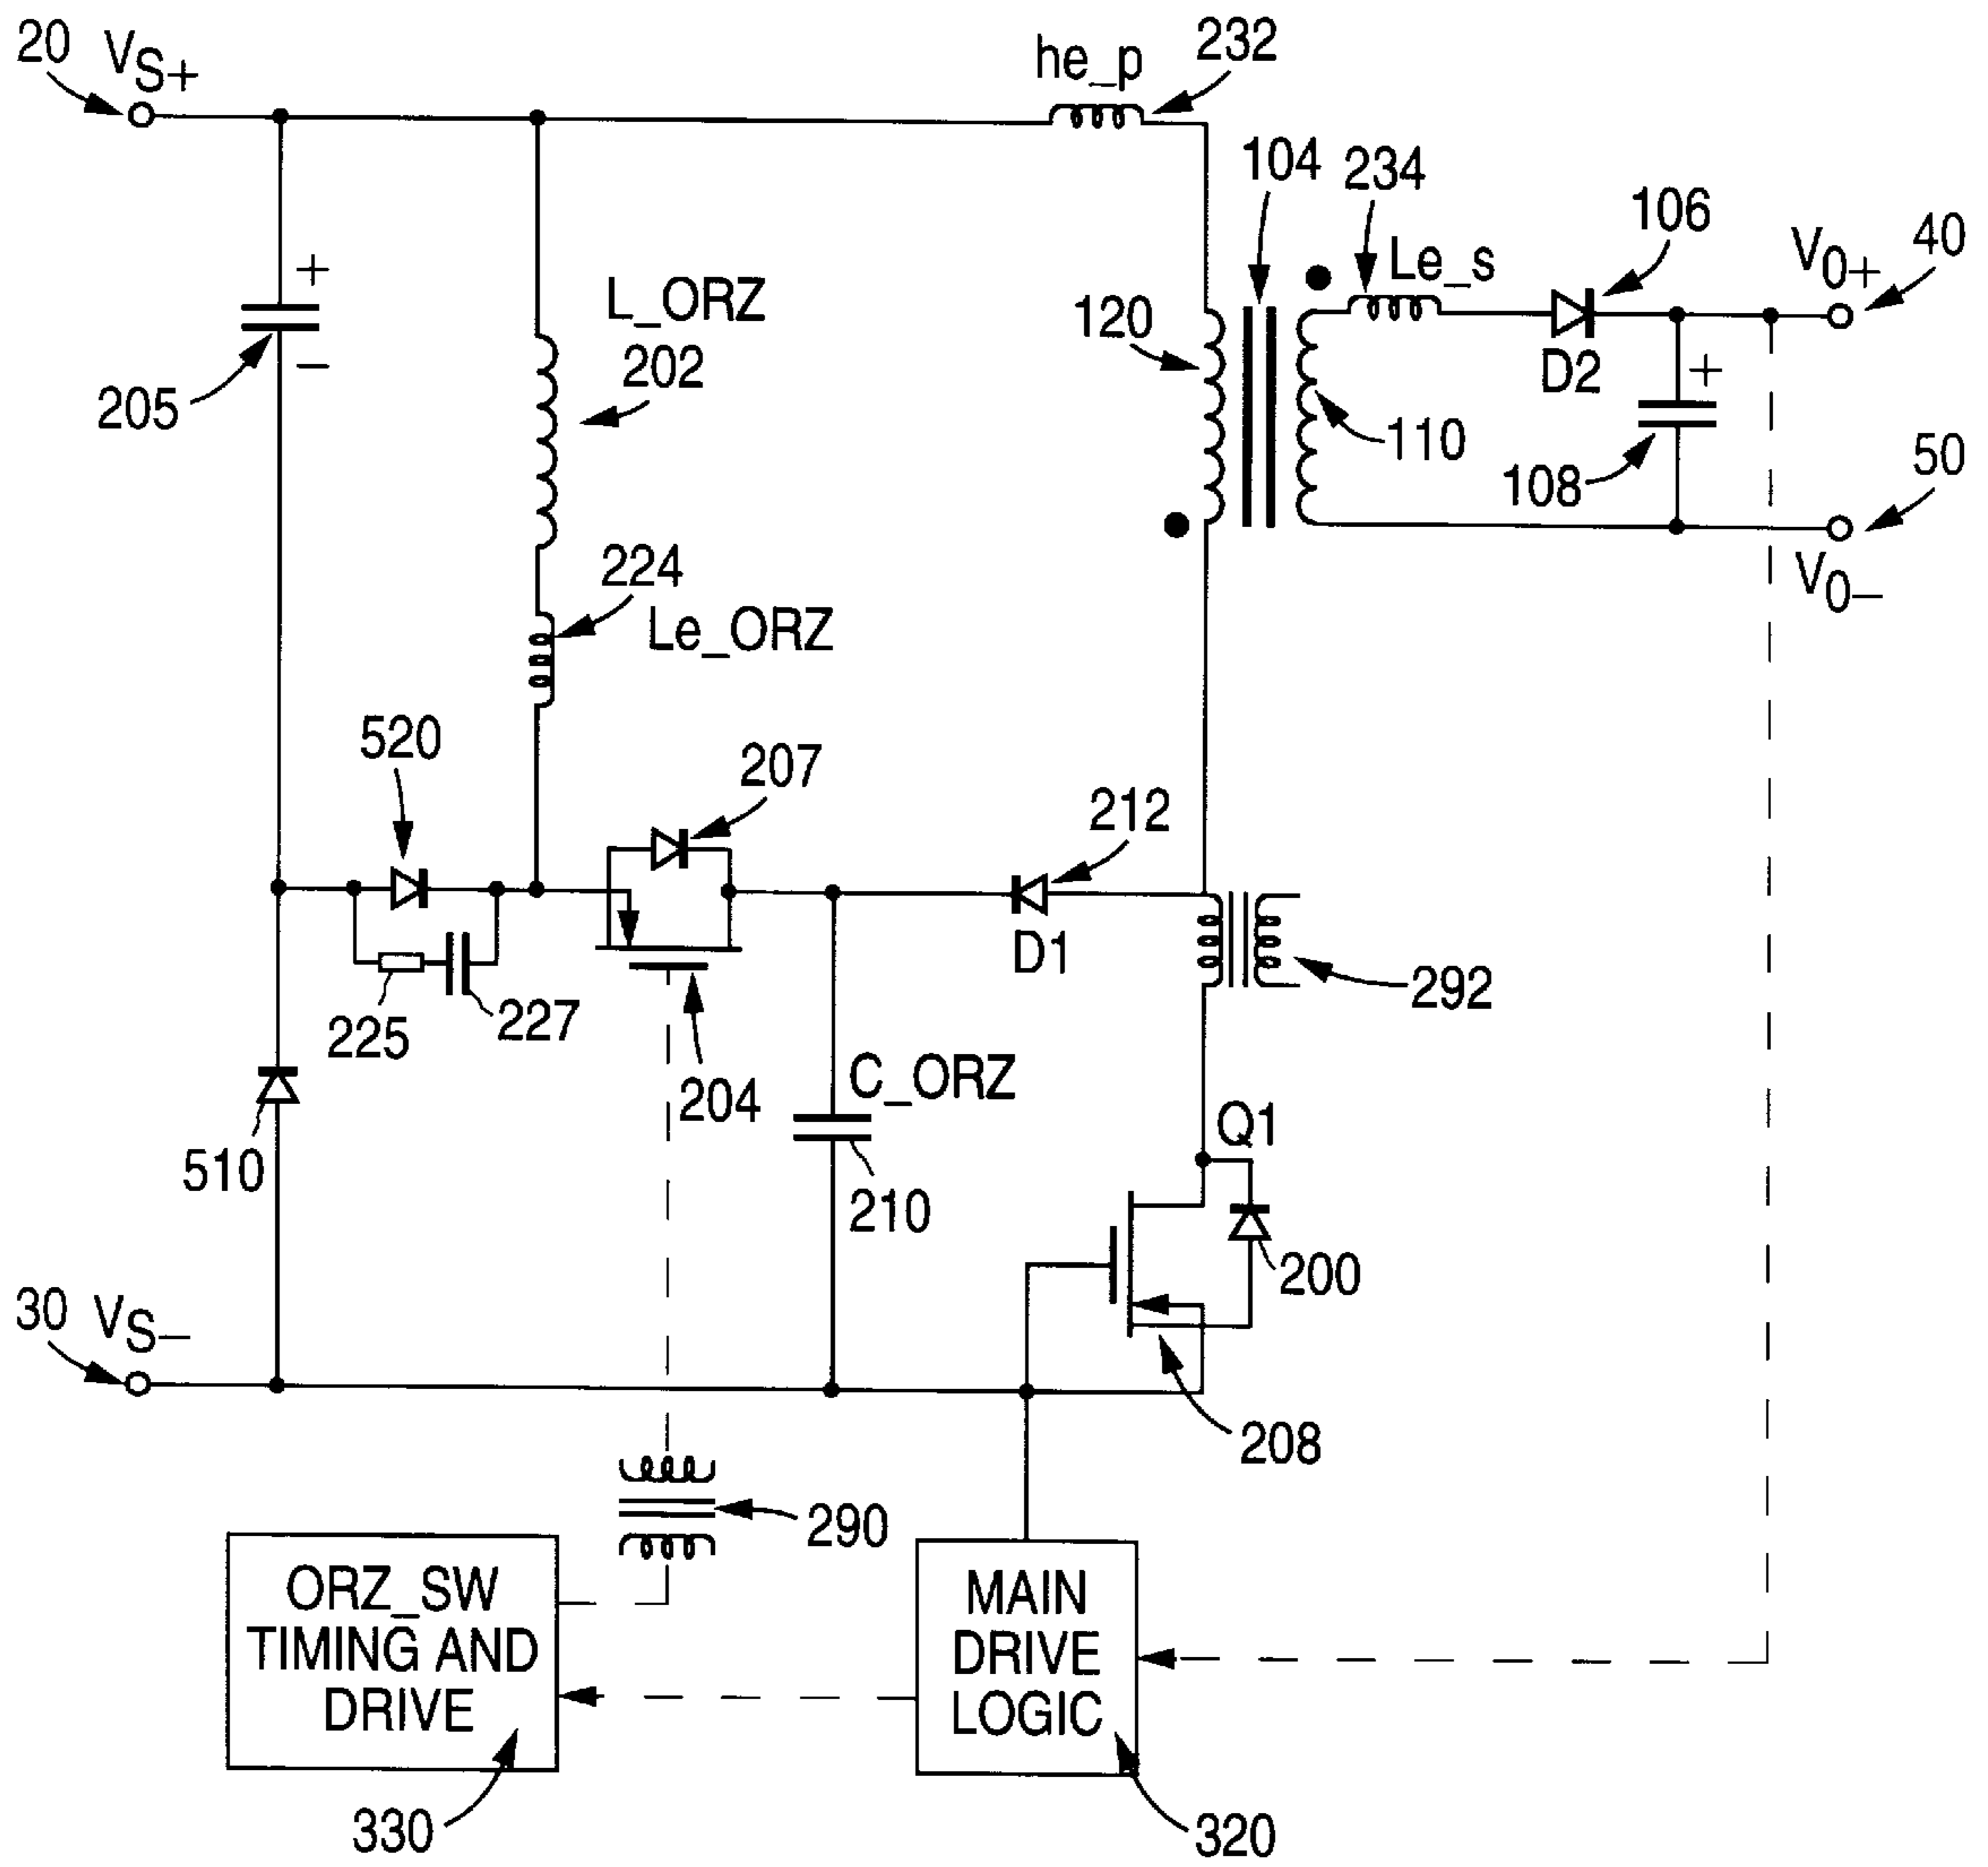 20
VS+
he_p
232
104
234
106
40
V0+
Le_s
L_ORZ
120
202
205
D2
110
108
50
V0−
+
−
+
224
Le_ORZ
520
207
212
D1
292
225
227
204
C_ORZ
510
210
Q1
200
30
VS−
208
290
ORZ_SW
TIMING AND
DRIVE
MAIN
DRIVE
LOGIC
330
320